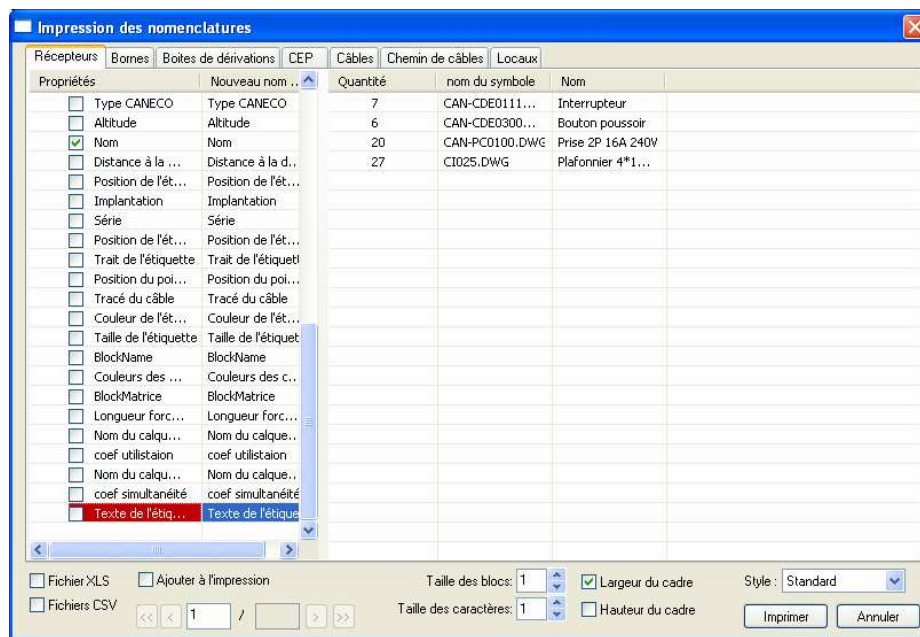 Impression des nomenclatures
Récepteurs Bornes Boites de dérivations CEP Câbles Chemin de câbles Locaux
Propriétés Nouveau nom .. Quantité nom du symbole Nom
Type CANECO Type CANECO 7 CAN-CDE0111... Interrupteur
Altitude Altitude 6 CAN-CDE0300... Bouton poussoir
Nom Nom 20 CAN-PC0100.DWG Prise 2P 16A 240V
Distance à la ... Distance à la d.. 27 CI025.DWG Plafonnier 4*1...
Position de l'ét... Position de l'ét...
Implantation Implantation
Série Série
Position de l'ét... Position de l'ét...
Trait de l'étiquette Trait de l'étiquet
Position du poi... Position du poi...
Tracé du câble Tracé du câble
Couleur de l'ét... Couleur de l'ét...
Taille de l'étiquette Taille de l'étiquet
BlockName BlockName
Couleurs des ... Couleurs des c..
BlockMatrice BlockMatrice
Longueur forc... Longueur forc...
Nom du calqu... Nom du calque..
coef utilistaion coef utilistaion
Nom du calqu... Nom du calque..
coef simultanéité coef simultanéité
Texte de l'étiq... Texte de l'étique
Fichier XLS Ajouter à l'impression Taille des blocs: 1 Largeur du cadre Style : Standard
Fichiers CSV << < 1 / > >> Taille des caractères: 1 Hauteur du cadre Imprimer Annuler